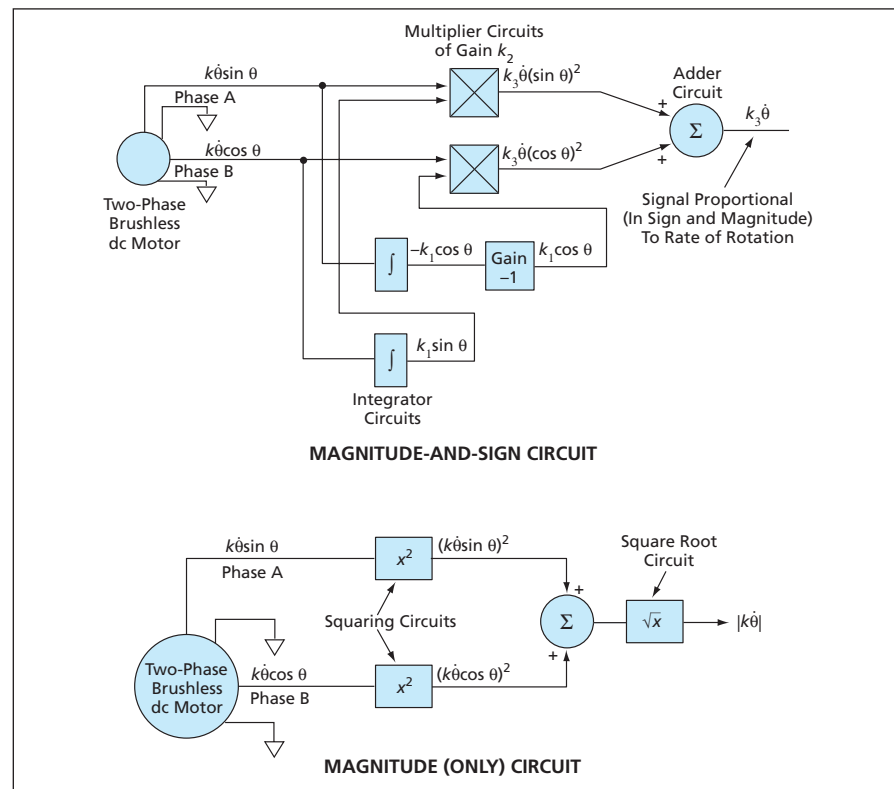 Multiplier Circuits
of Gain k₂
kθ̇sin θ
Phase A
k₃θ̇(sin θ)²
Adder
Circuit
+
Σ
k₃θ̇
kθ̇cos θ
Phase B
k₃θ̇(cos θ)²
+
Two-Phase
Brushless
dc Motor
Signal Proportional
(In Sign and Magnitude)
To Rate of Rotation
∫
–k₁cos θ
Gain
–1
k₁cos θ
∫
k₁sin θ
Integrator
Circuits
MAGNITUDE-AND-SIGN CIRCUIT
kθ̇sin θ
Phase A
x²
(kθ̇sin θ)²
Square Root
Circuit
+
Squaring Circuits
Σ
√x
|kθ̇|
+
Two-Phase
Brushless
dc Motor
kθ̇cos θ
Phase B
x²
(kθ̇cos θ)²
MAGNITUDE (ONLY) CIRCUIT